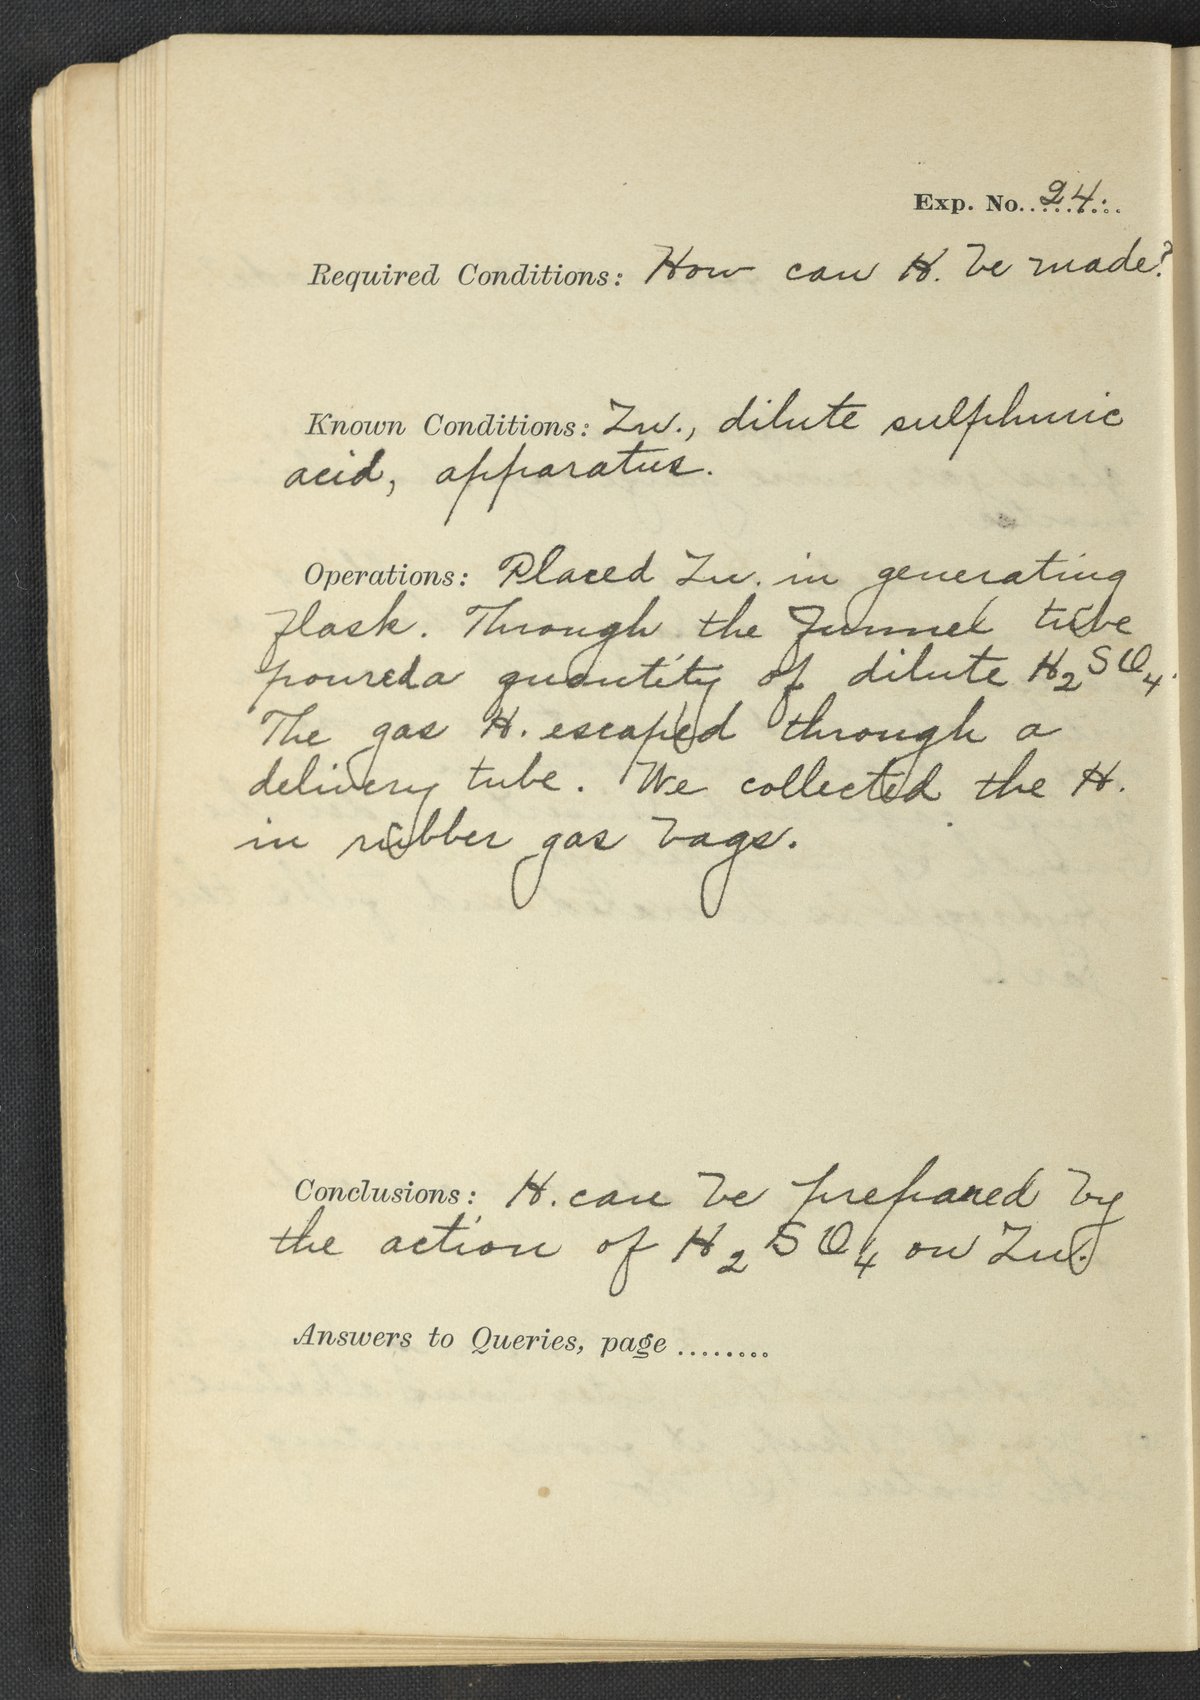 Exp. No. 24.
Required Conditions: How can H. be made?
Known Conditions: Zn., dilute sulphuric
acid, apparatus.
Operations: Placed Zn. in generating
flask. Through the funnel tube
poured a quantity of dilute H2SO4.
The gas H. escaped through a
delivery tube. We collected the H.
in rubber gas bags.
Conclusions: H. can be prepared by
the action of H2SO4 on Zn.
Answers to Queries, page ........